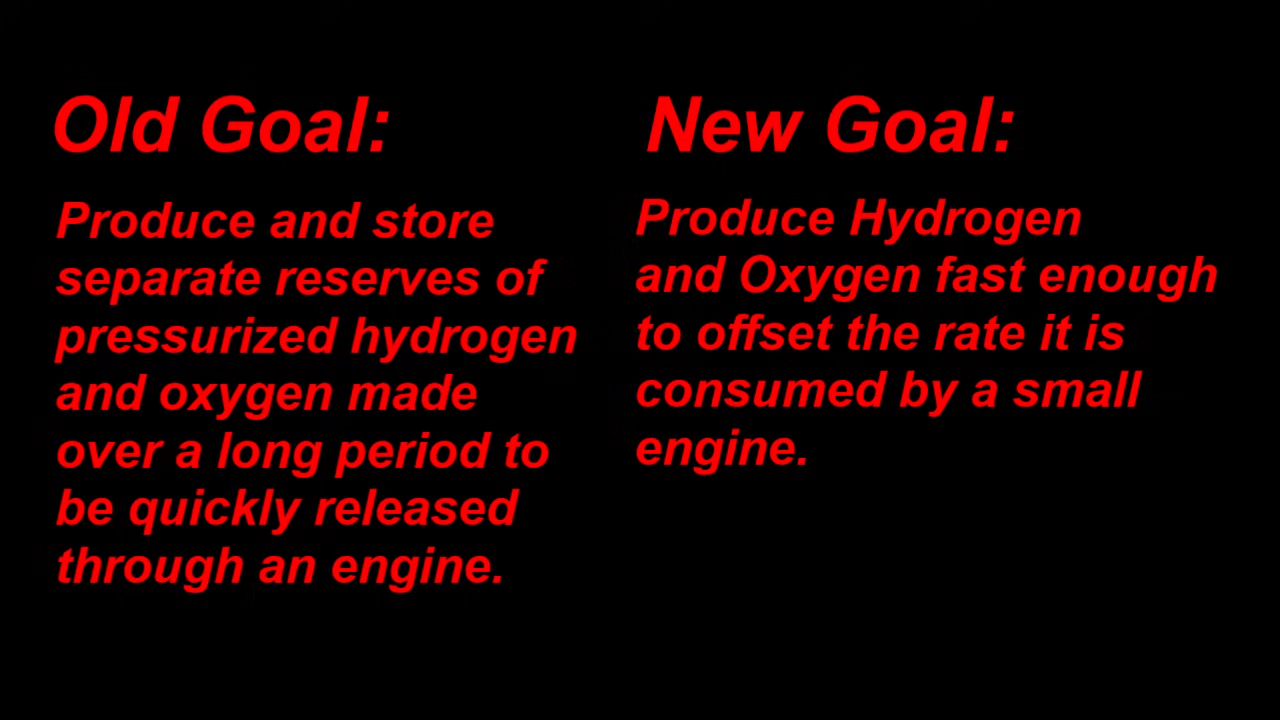 Old Goal:
Produce and store
separate reserves of
pressurized hydrogen
and oxygen made
over a long period to
be quickly released
through an engine.
New Goal:
Produce Hydrogen
and Oxygen fast enough
to offset the rate it is
consumed by a small
engine.